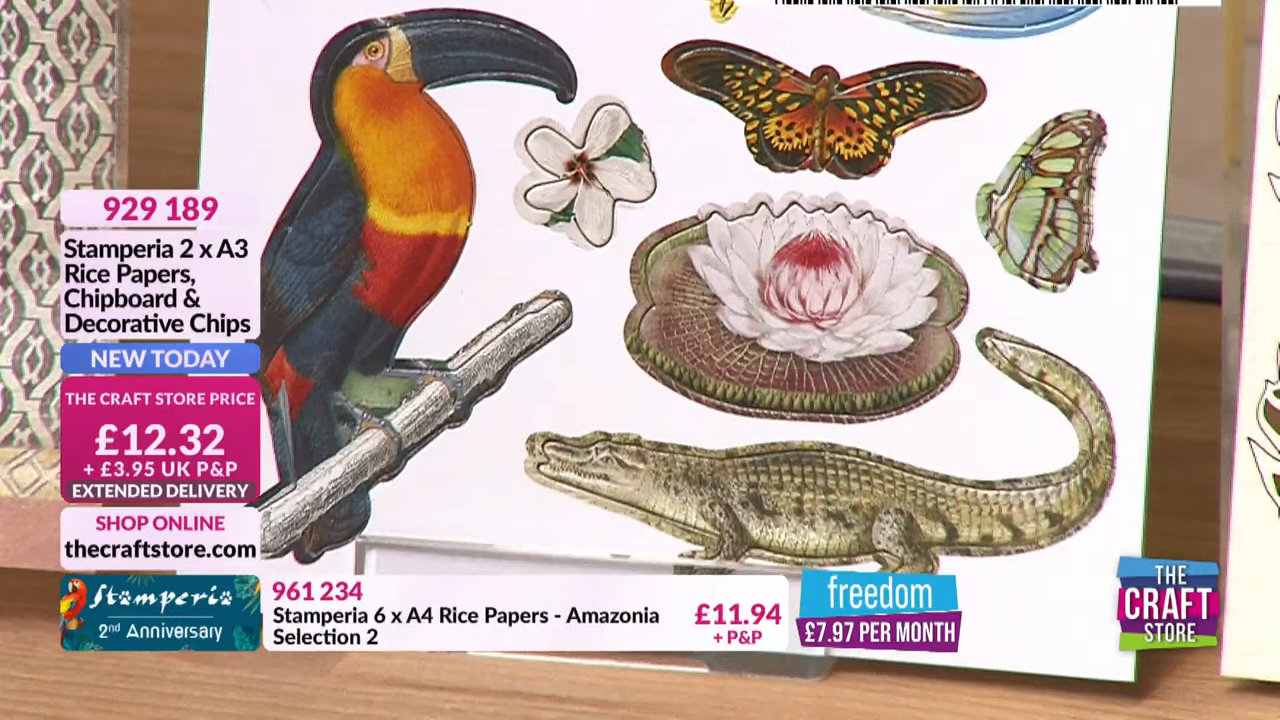 929 189
Stamperia 2 x A3
Rice Papers,
Chipboard &
Decorative Chips
NEW TODAY
THE CRAFT STORE PRICE
£12.32
+ £3.95 UK P&P
EXTENDED DELIVERY
SHOP ONLINE
thecraftstore.com
Stamperia
2nd Anniversary
961 234
Stamperia 6 x A4 Rice Papers - Amazonia
Selection 2
£11.94
+ P&P
freedom
£7.97 PER MONTH
THE
CRAFT
STORE